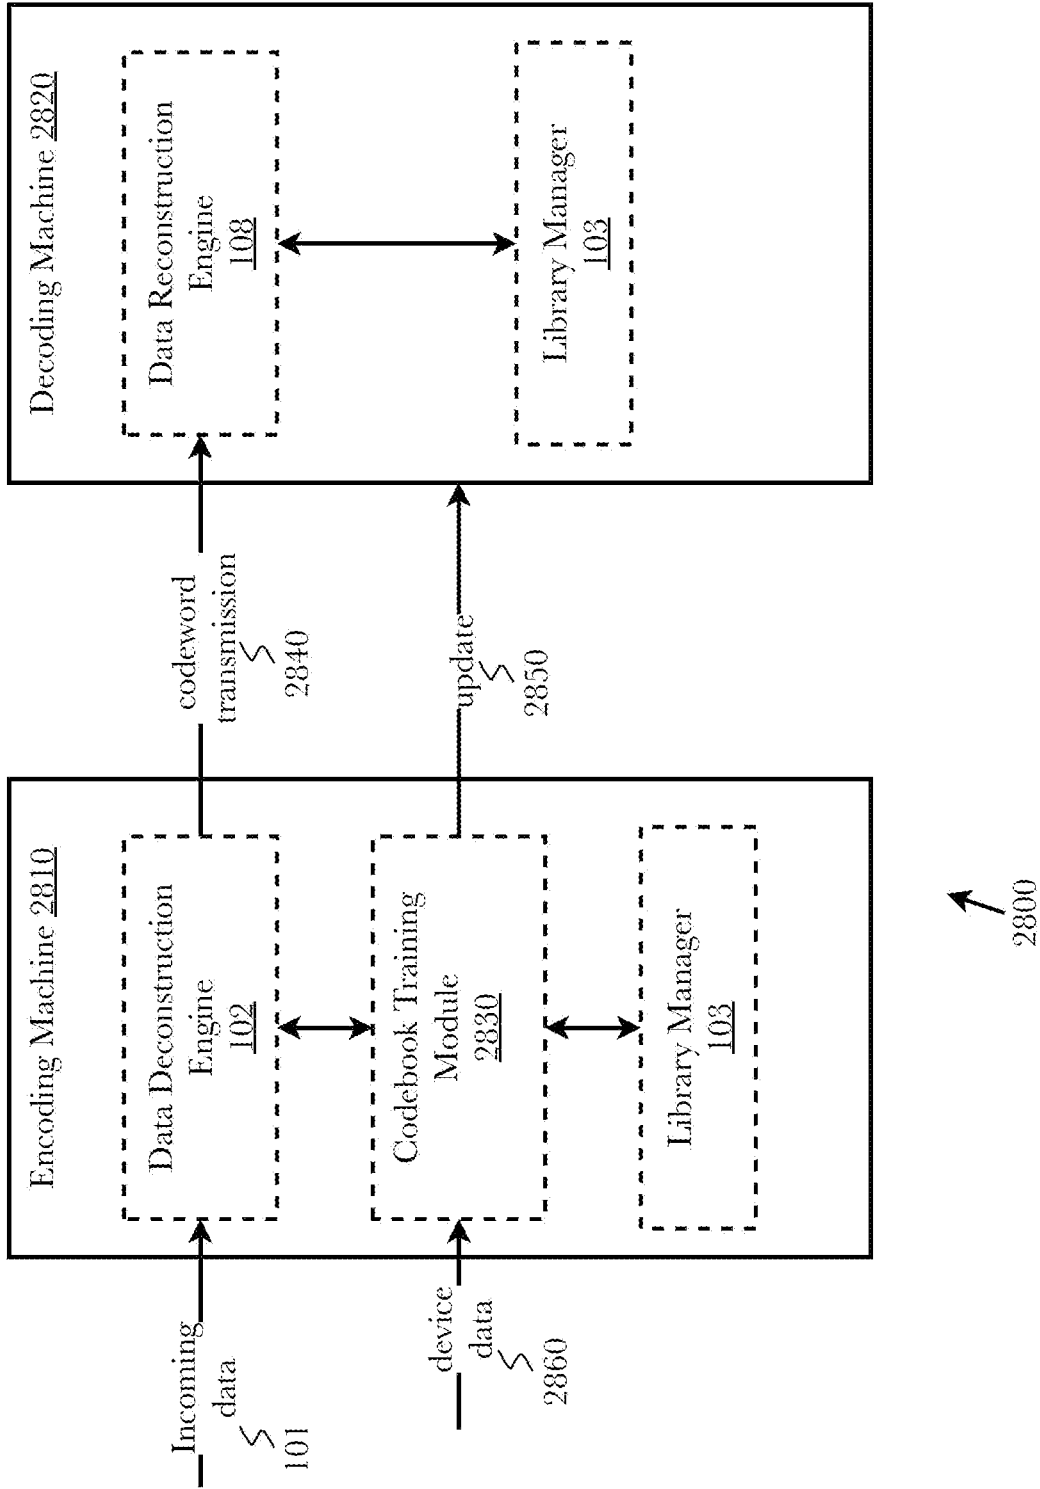 Encoding Machine 2810
Incoming
data
101
Data Deconstruction
Engine
102
device
data
2860
Codebook Training
Module
2830
Library Manager
103
codeword
transmission
2840
update
2850
Decoding Machine 2820
Data Reconstruction
Engine
108
Library Manager
103
2800